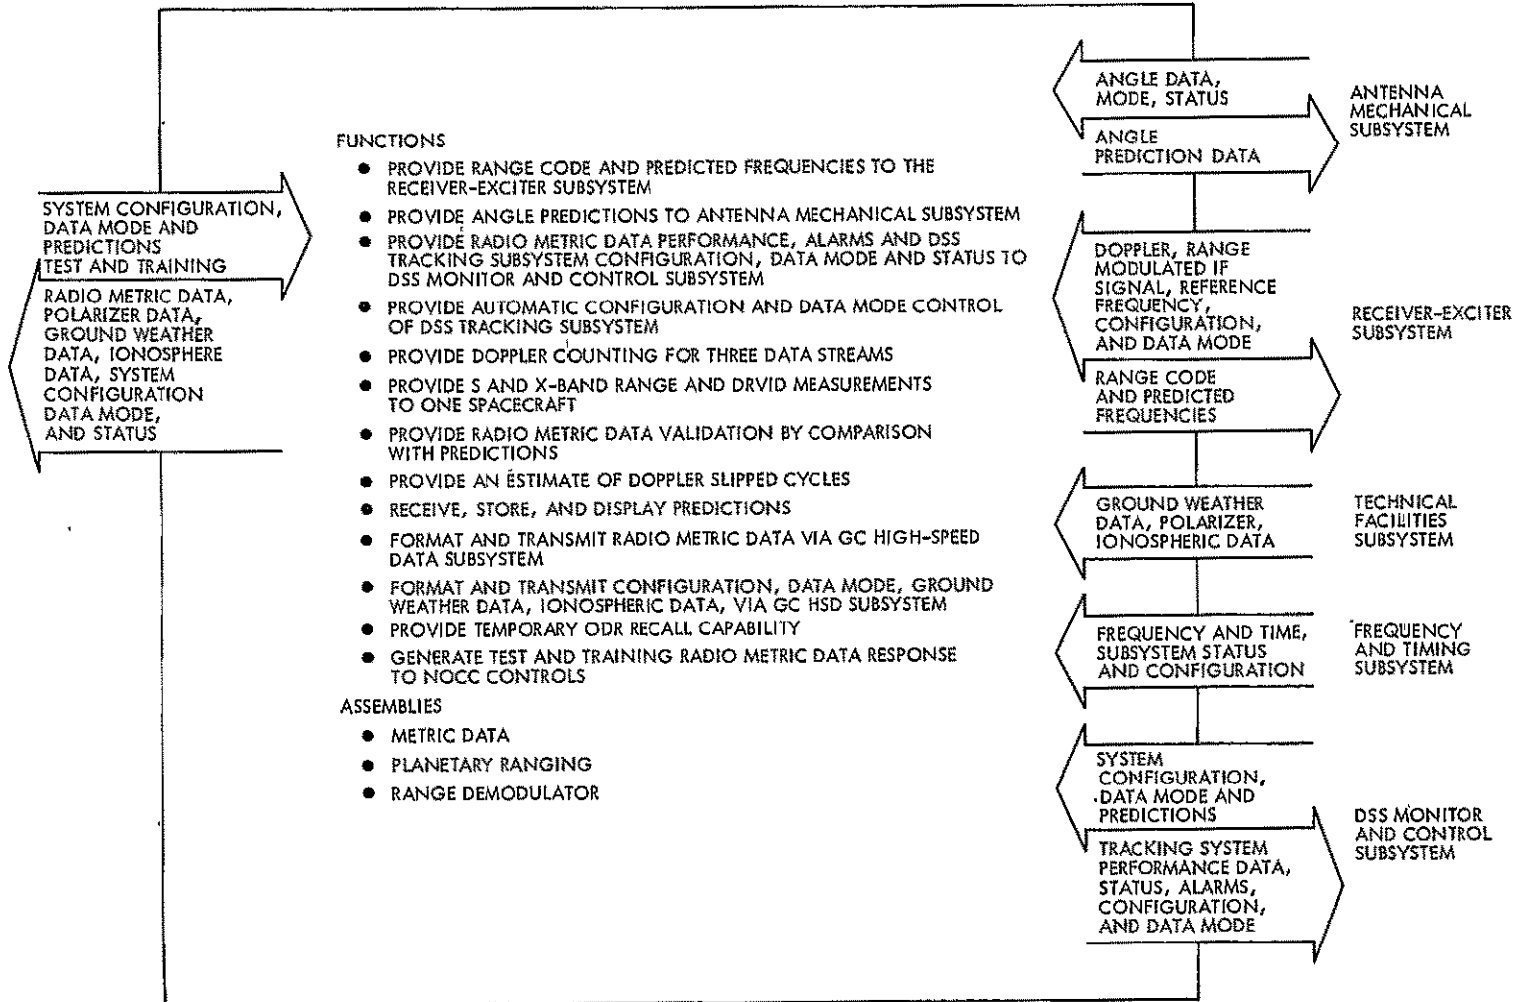 SYSTEM CONFIGURATION,
DATA MODE AND
PREDICTIONS
TEST AND TRAINING
RADIO METRIC DATA,
POLARIZER DATA,
GROUND WEATHER
DATA, IONOSPHERE
DATA, SYSTEM
CONFIGURATION
DATA MODE,
AND STATUS
FUNCTIONS
● PROVIDE RANGE CODE AND PREDICTED FREQUENCIES TO THE
RECEIVER-EXCITER SUBSYSTEM
● PROVIDE ANGLE PREDICTIONS TO ANTENNA MECHANICAL SUBSYSTEM
● PROVIDE RADIO METRIC DATA PERFORMANCE, ALARMS AND DSS
TRACKING SUBSYSTEM CONFIGURATION, DATA MODE AND STATUS TO
DSS MONITOR AND CONTROL SUBSYSTEM
● PROVIDE AUTOMATIC CONFIGURATION AND DATA MODE CONTROL
OF DSS TRACKING SUBSYSTEM
● PROVIDE DOPPLER COUNTING FOR THREE DATA STREAMS
● PROVIDE S AND X-BAND RANGE AND DRVID MEASUREMENTS
TO ONE SPACECRAFT
● PROVIDE RADIO METRIC DATA VALIDATION BY COMPARISON
WITH PREDICTIONS
● PROVIDE AN ESTIMATE OF DOPPLER SLIPPED CYCLES
● RECEIVE, STORE, AND DISPLAY PREDICTIONS
● FORMAT AND TRANSMIT RADIO METRIC DATA VIA GC HIGH-SPEED
DATA SUBSYSTEM
● FORMAT AND TRANSMIT CONFIGURATION, DATA MODE, GROUND
WEATHER DATA, IONOSPHERIC DATA, VIA GC HSD SUBSYSTEM
● PROVIDE TEMPORARY ODR RECALL CAPABILITY
● GENERATE TEST AND TRAINING RADIO METRIC DATA RESPONSE
TO NOCC CONTROLS
ASSEMBLIES
● METRIC DATA
● PLANETARY RANGING
● RANGE DEMODULATOR
ANGLE DATA,
MODE, STATUS
ANGLE
PREDICTION DATA
ANTENNA
MECHANICAL
SUBSYSTEM
DOPPLER, RANGE
MODULATED IF
SIGNAL, REFERENCE
FREQUENCY,
CONFIGURATION,
AND DATA MODE
RANGE CODE
AND PREDICTED
FREQUENCIES
RECEIVER-EXCITER
SUBSYSTEM
GROUND WEATHER
DATA, POLARIZER,
IONOSPHERIC DATA
TECHNICAL
FACILITIES
SUBSYSTEM
FREQUENCY AND TIME,
SUBSYSTEM STATUS
AND CONFIGURATION
FREQUENCY
AND TIMING
SUBSYSTEM
SYSTEM
CONFIGURATION,
DATA MODE AND
PREDICTIONS
TRACKING SYSTEM
PERFORMANCE DATA,
STATUS, ALARMS,
CONFIGURATION,
AND DATA MODE
DSS MONITOR
AND CONTROL
SUBSYSTEM